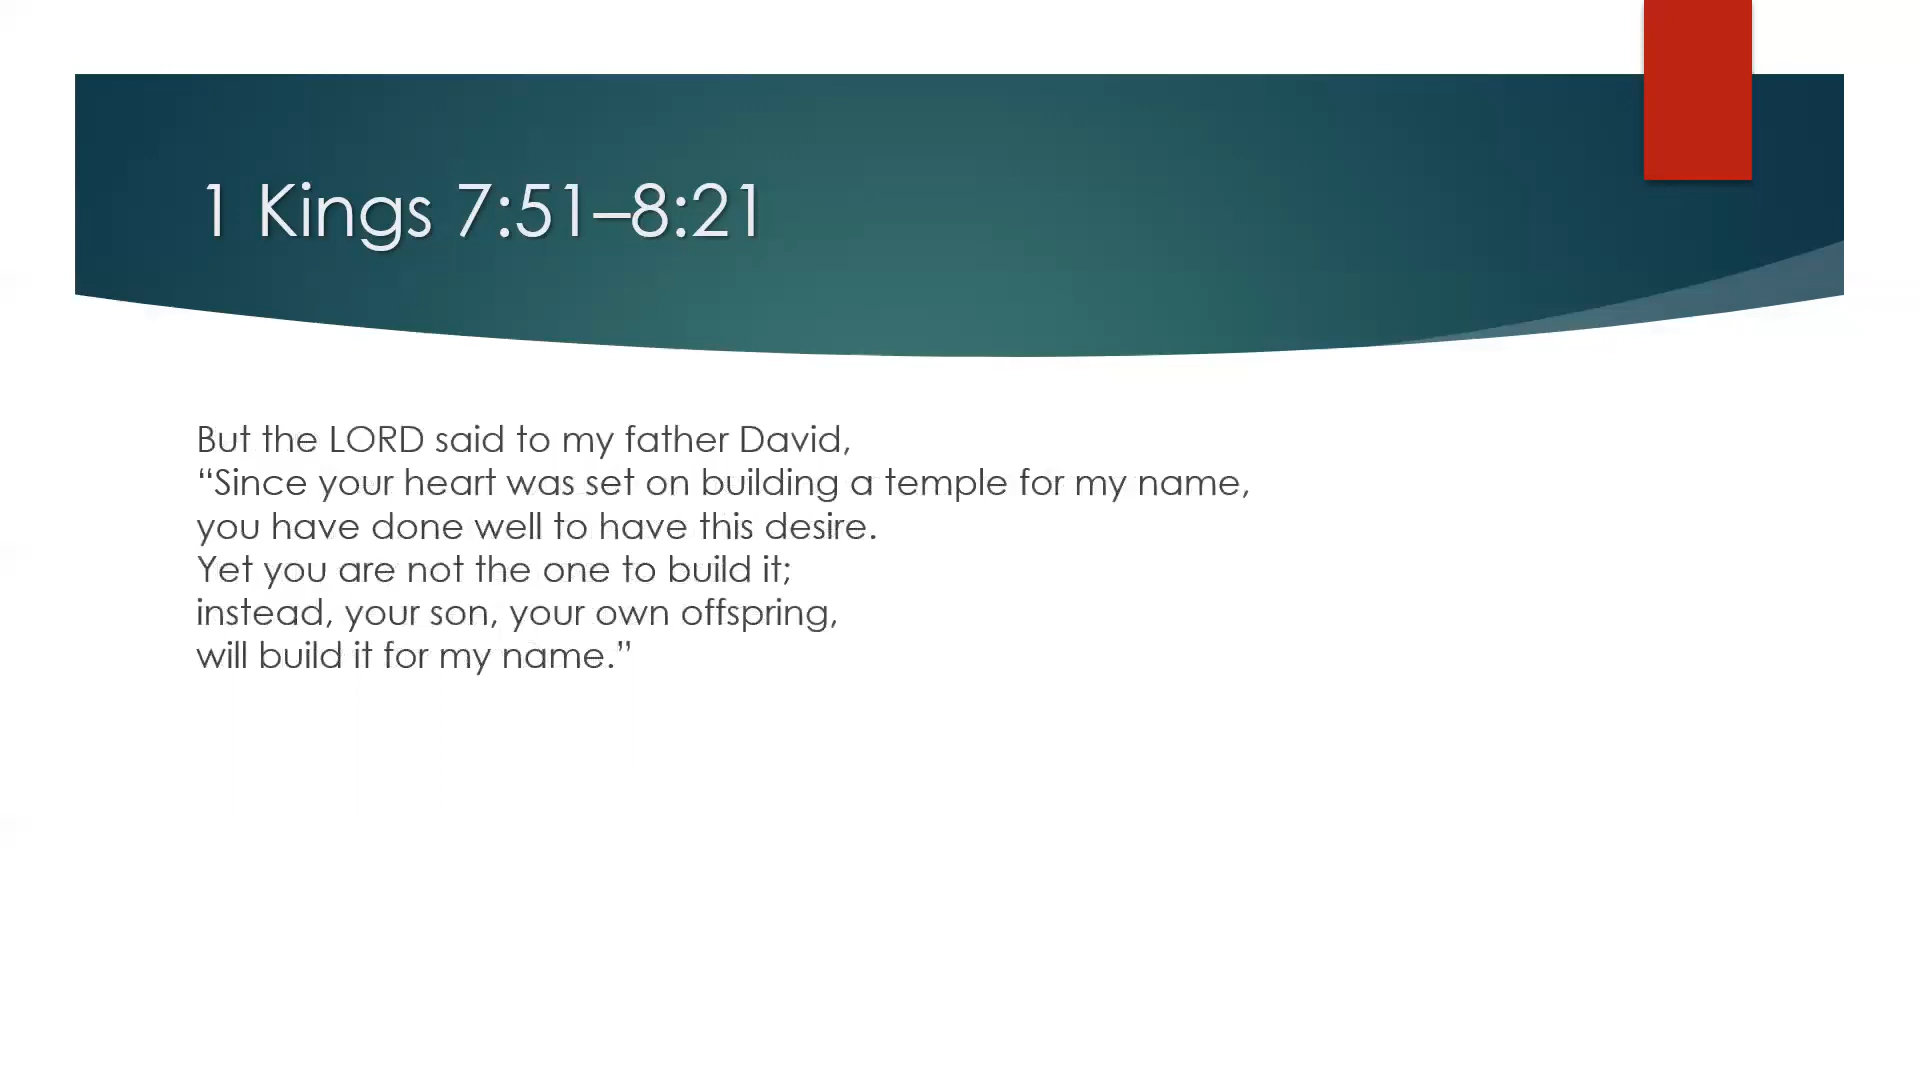 1 Kings 7:51–8:21
But the LORD said to my father David,
“Since your heart was set on building a temple for my name,
you have done well to have this desire.
Yet you are not the one to build it;
instead, your son, your own offspring,
will build it for my name.”